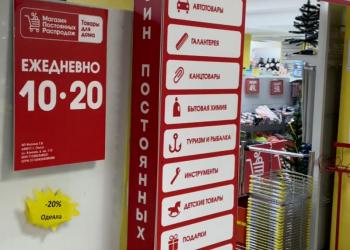 Магазин
Постоянных
Распродаж
Товары
для
дома
ЕЖЕДНЕВНО
10·20
-20%
Одеяла
ПОСТОЯННЫХ
АВТОТОВАРЫ
ГАЛАНТЕРЕЯ
КАНЦТОВАРЫ
БЫТОВАЯ ХИМИЯ
ТУРИЗМ И РЫБАЛКА
ИНСТРУМЕНТЫ
ДЕТСКИЕ ТОВАРЫ
ПОДАРКИ